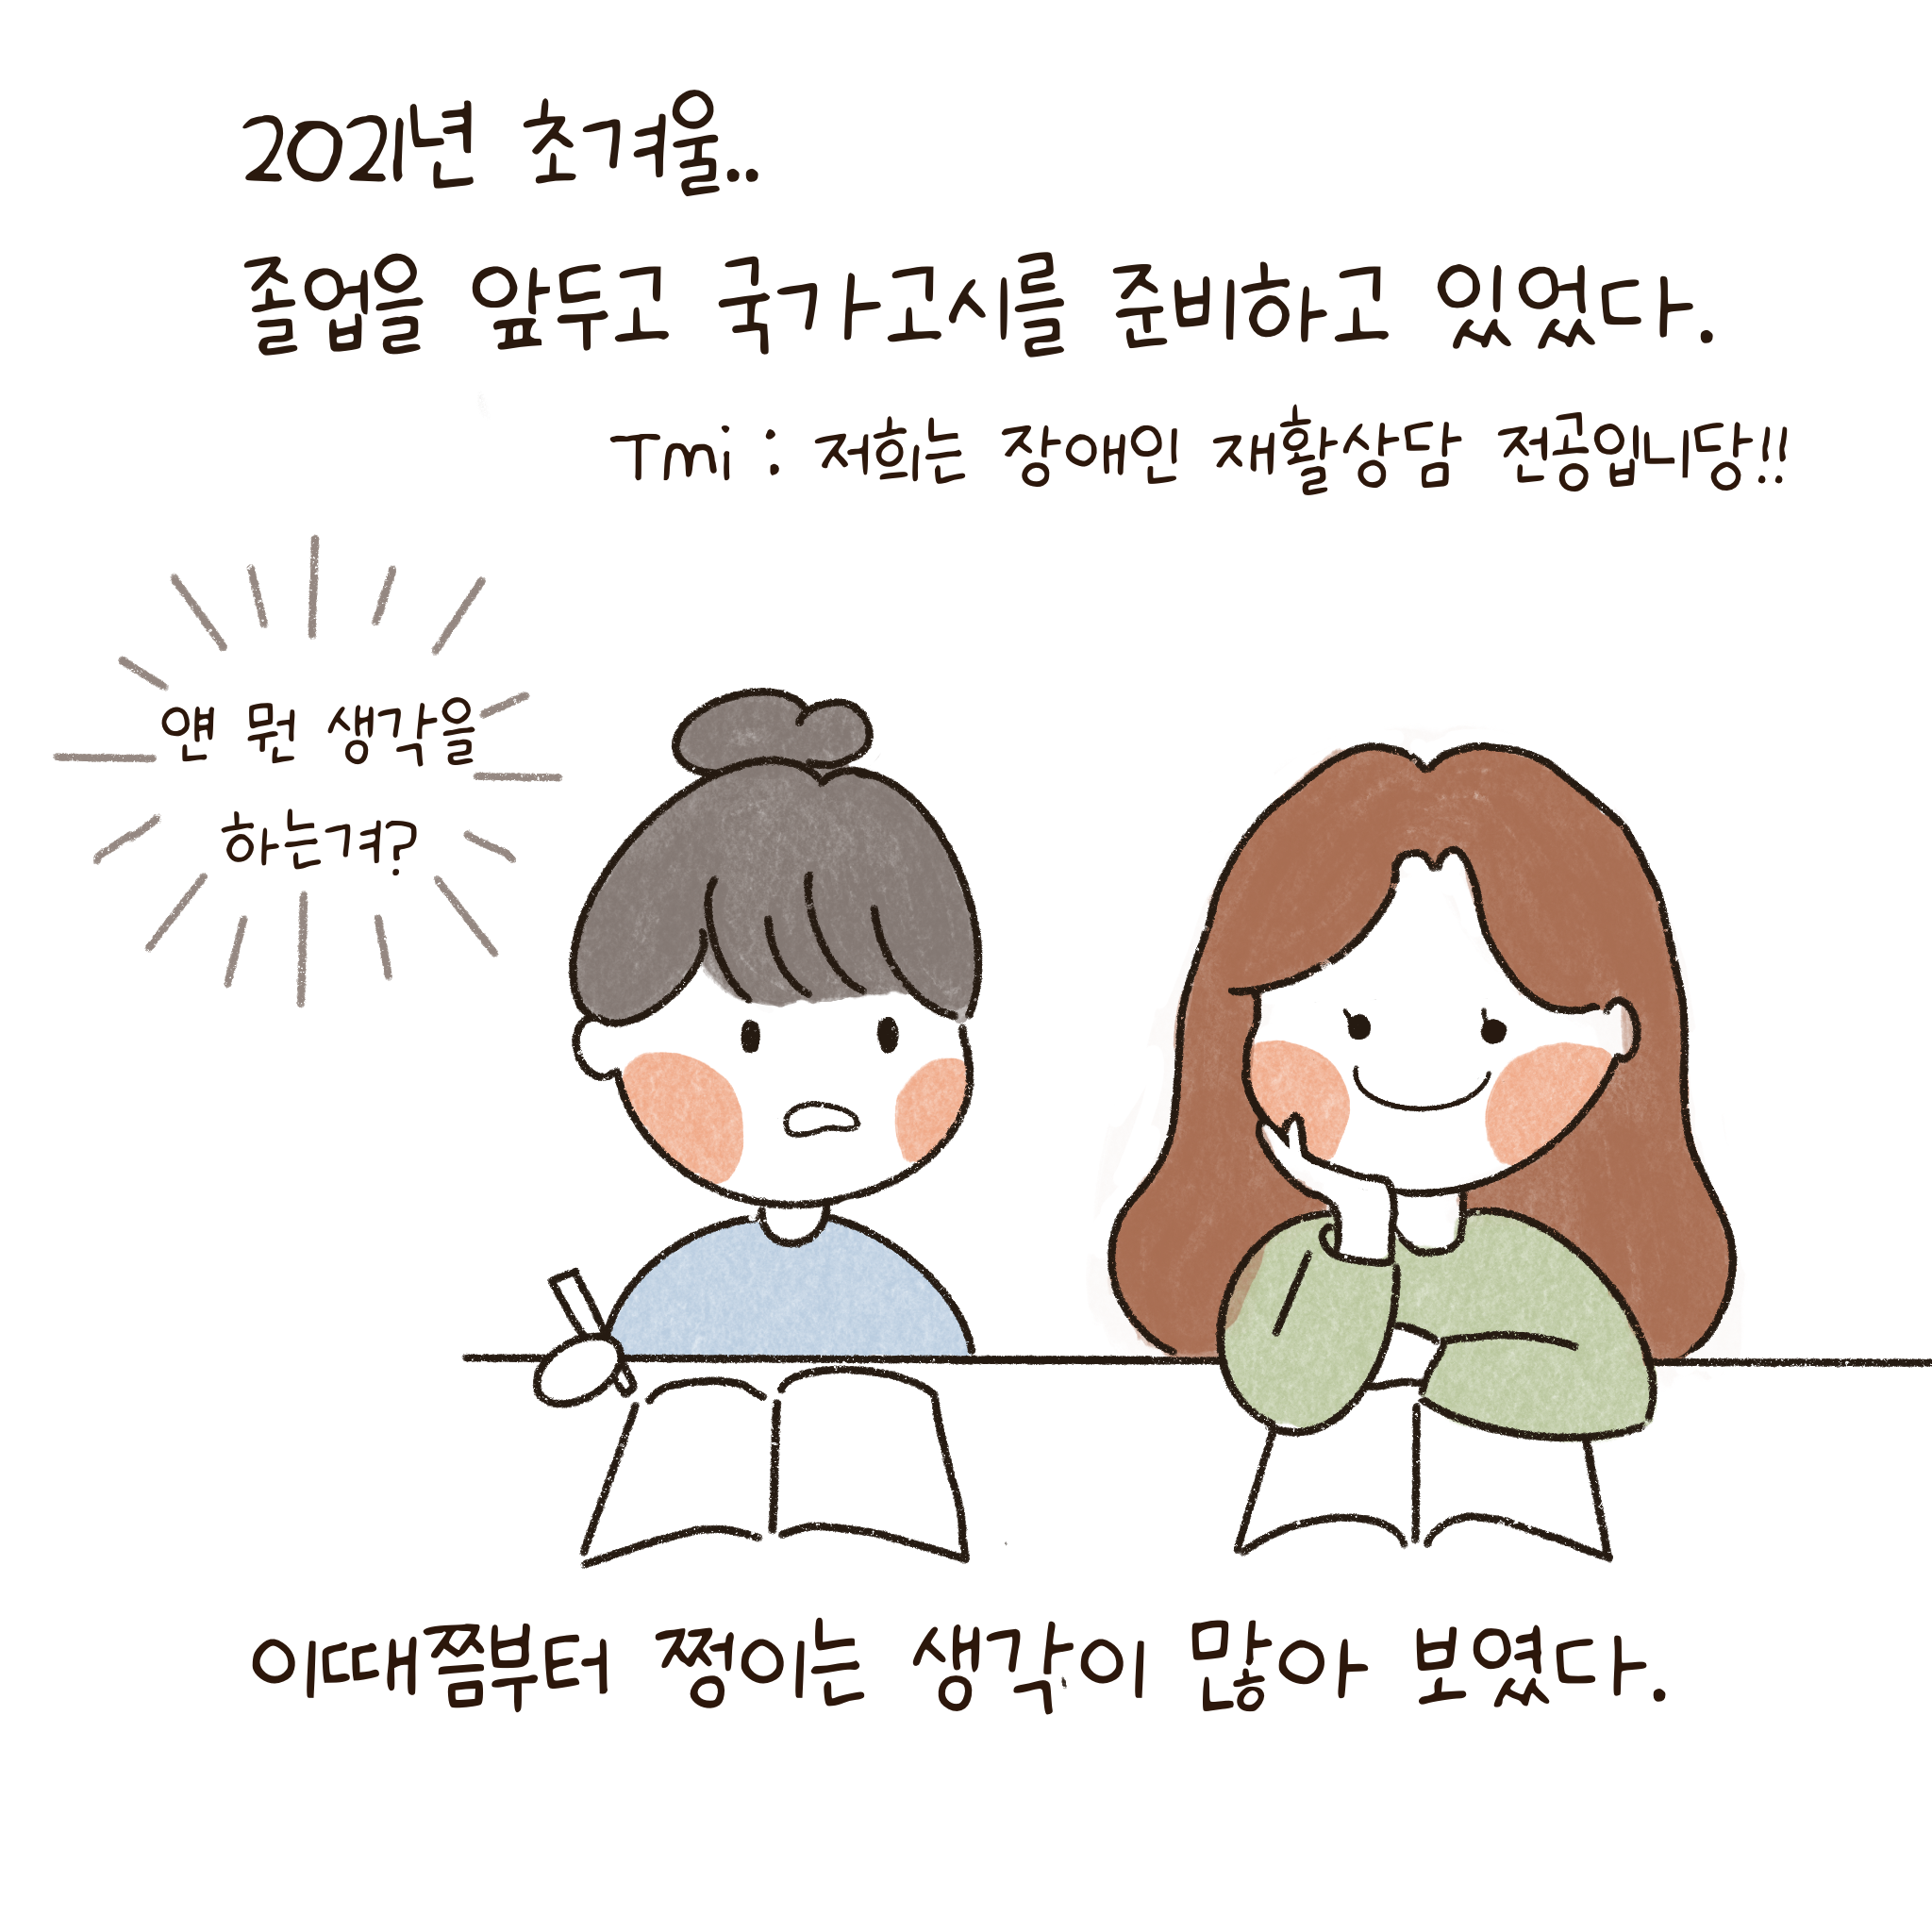 2021년 초겨울..
졸업을 앞두고 국가고시를 준비하고 있었다.
Tmi : 저희는 장애인 재활상담 전공입니당!!
얜 뭔 생각을
하는겨?
이때쯤부터 쩡이는 생각이 많아 보였다.